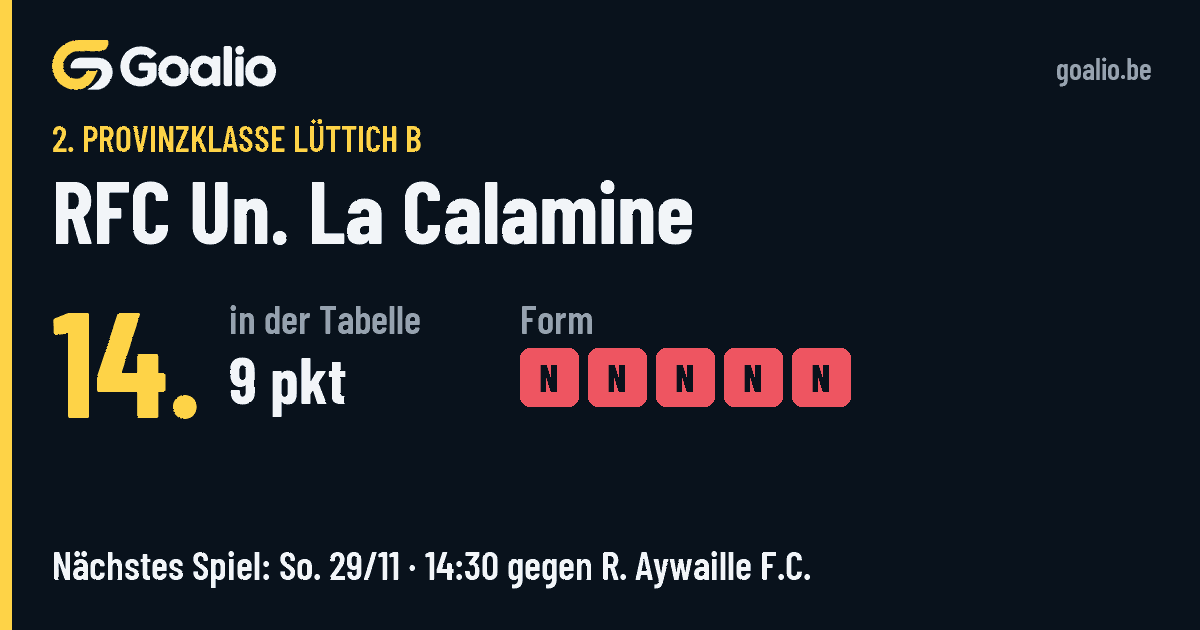 Goalio
goalio.be
2. PROVINZKLASSE LÜTTICH B
RFC Un. La Calamine
14.
in der Tabelle
9 pkt
Form
N N N N N
Nächstes Spiel: So. 29/11 · 14:30 gegen R. Aywaille F.C.